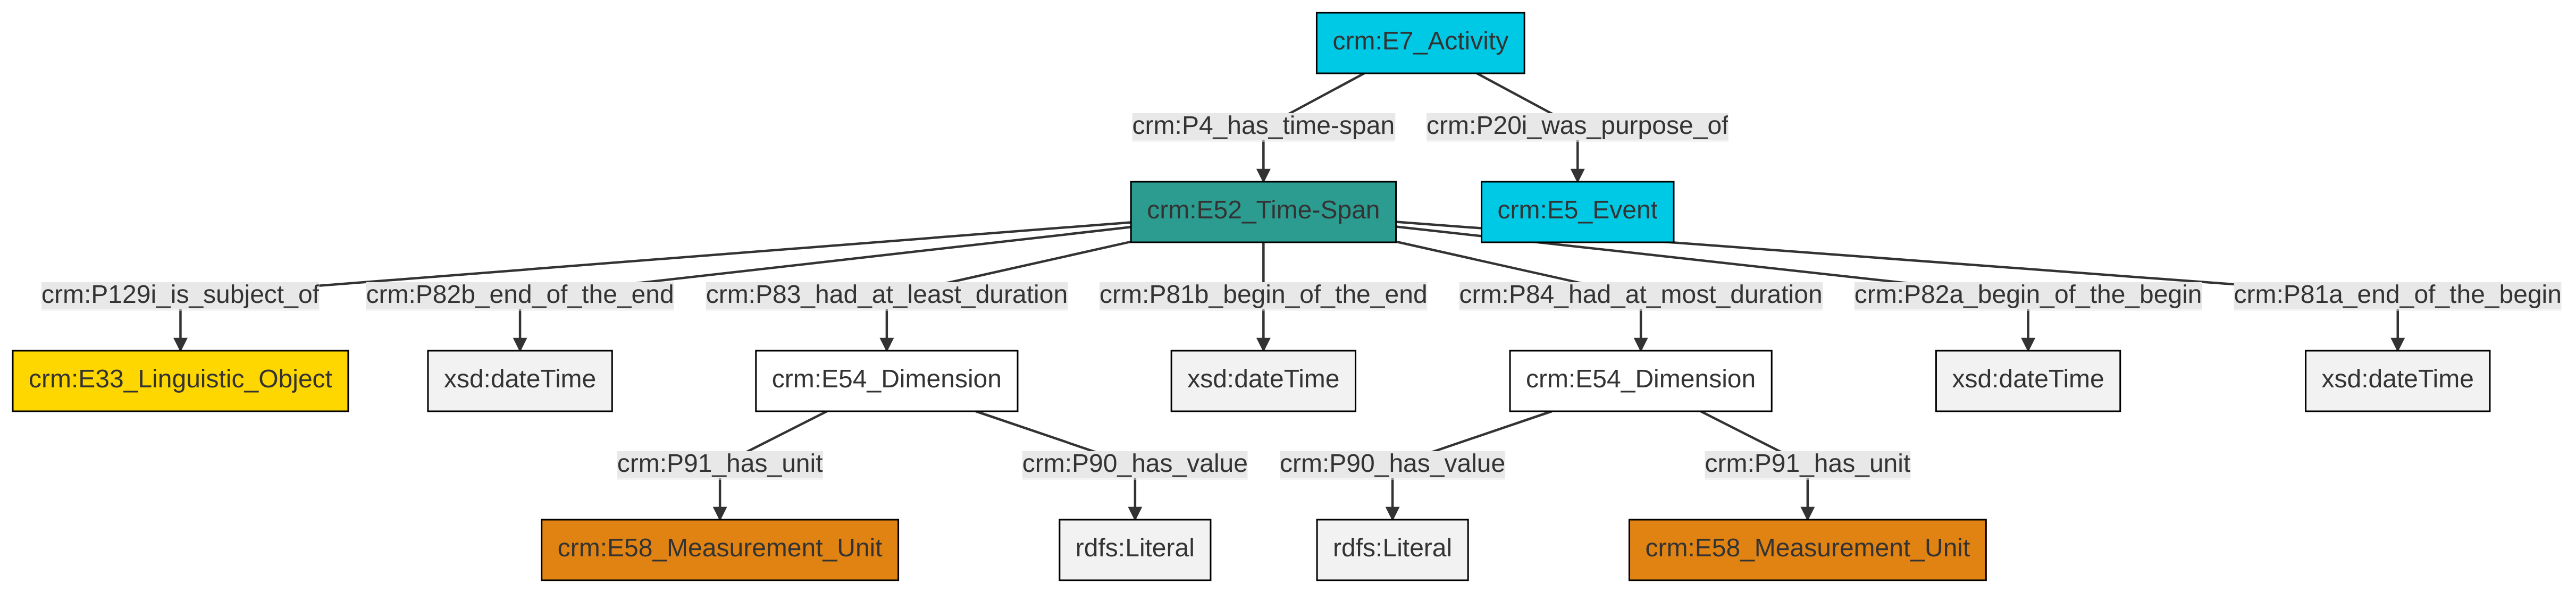 crm:E7_Activity
crm:P4_has_time-span
crm:P20i_was_purpose_of
crm:E52_Time-Span
crm:E5_Event
crm:P129i_is_subject_of
crm:P82b_end_of_the_end
crm:P83_had_at_least_duration
crm:P81b_begin_of_the_end
crm:P84_had_at_most_duration
crm:P82a_begin_of_the_begin
crm:P81a_end_of_the_begin
crm:E33_Linguistic_Object
xsd:dateTime
crm:E54_Dimension
xsd:dateTime
crm:E54_Dimension
xsd:dateTime
xsd:dateTime
crm:P91_has_unit
crm:P90_has_value
crm:P90_has_value
crm:P91_has_unit
crm:E58_Measurement_Unit
rdfs:Literal
rdfs:Literal
crm:E58_Measurement_Unit